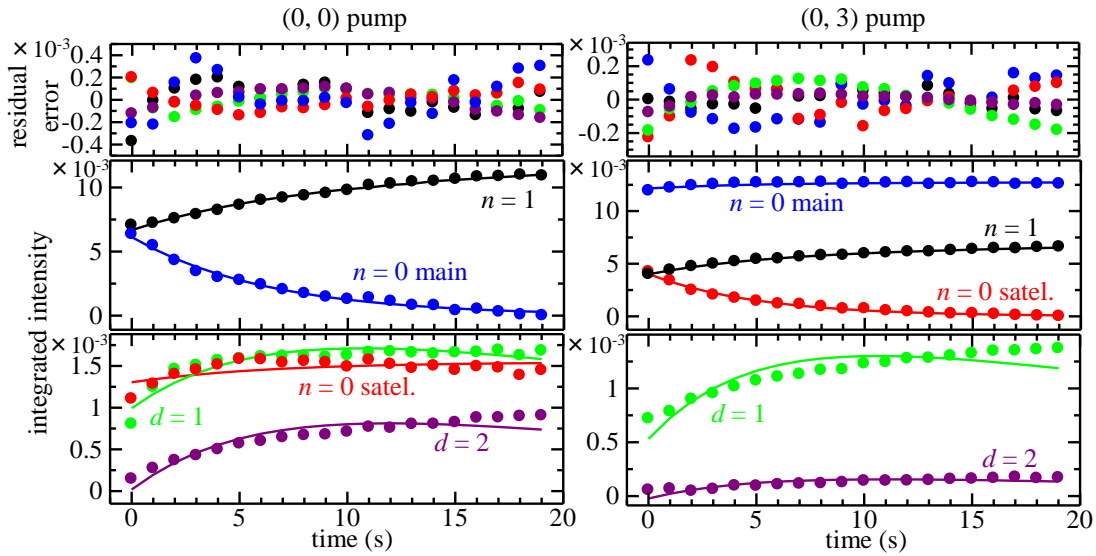 (0, 0) pump
(0, 3) pump
residual error
× 10-3
0.4
0.2
0
-0.2
-0.4
× 10-3
0.2
0
-0.2
integrated intensity
× 10-3
10
5
0
n = 1
n = 0 main
× 10-3
10
5
0
n = 0 main
n = 1
n = 0 satel.
× 10-3
1.5
1
0.5
0
n = 0 satel.
d = 1
d = 2
× 10-3
1
0.5
0
d = 1
d = 2
0 5 10 15 20
time (s)
0 5 10 15 20
time (s)